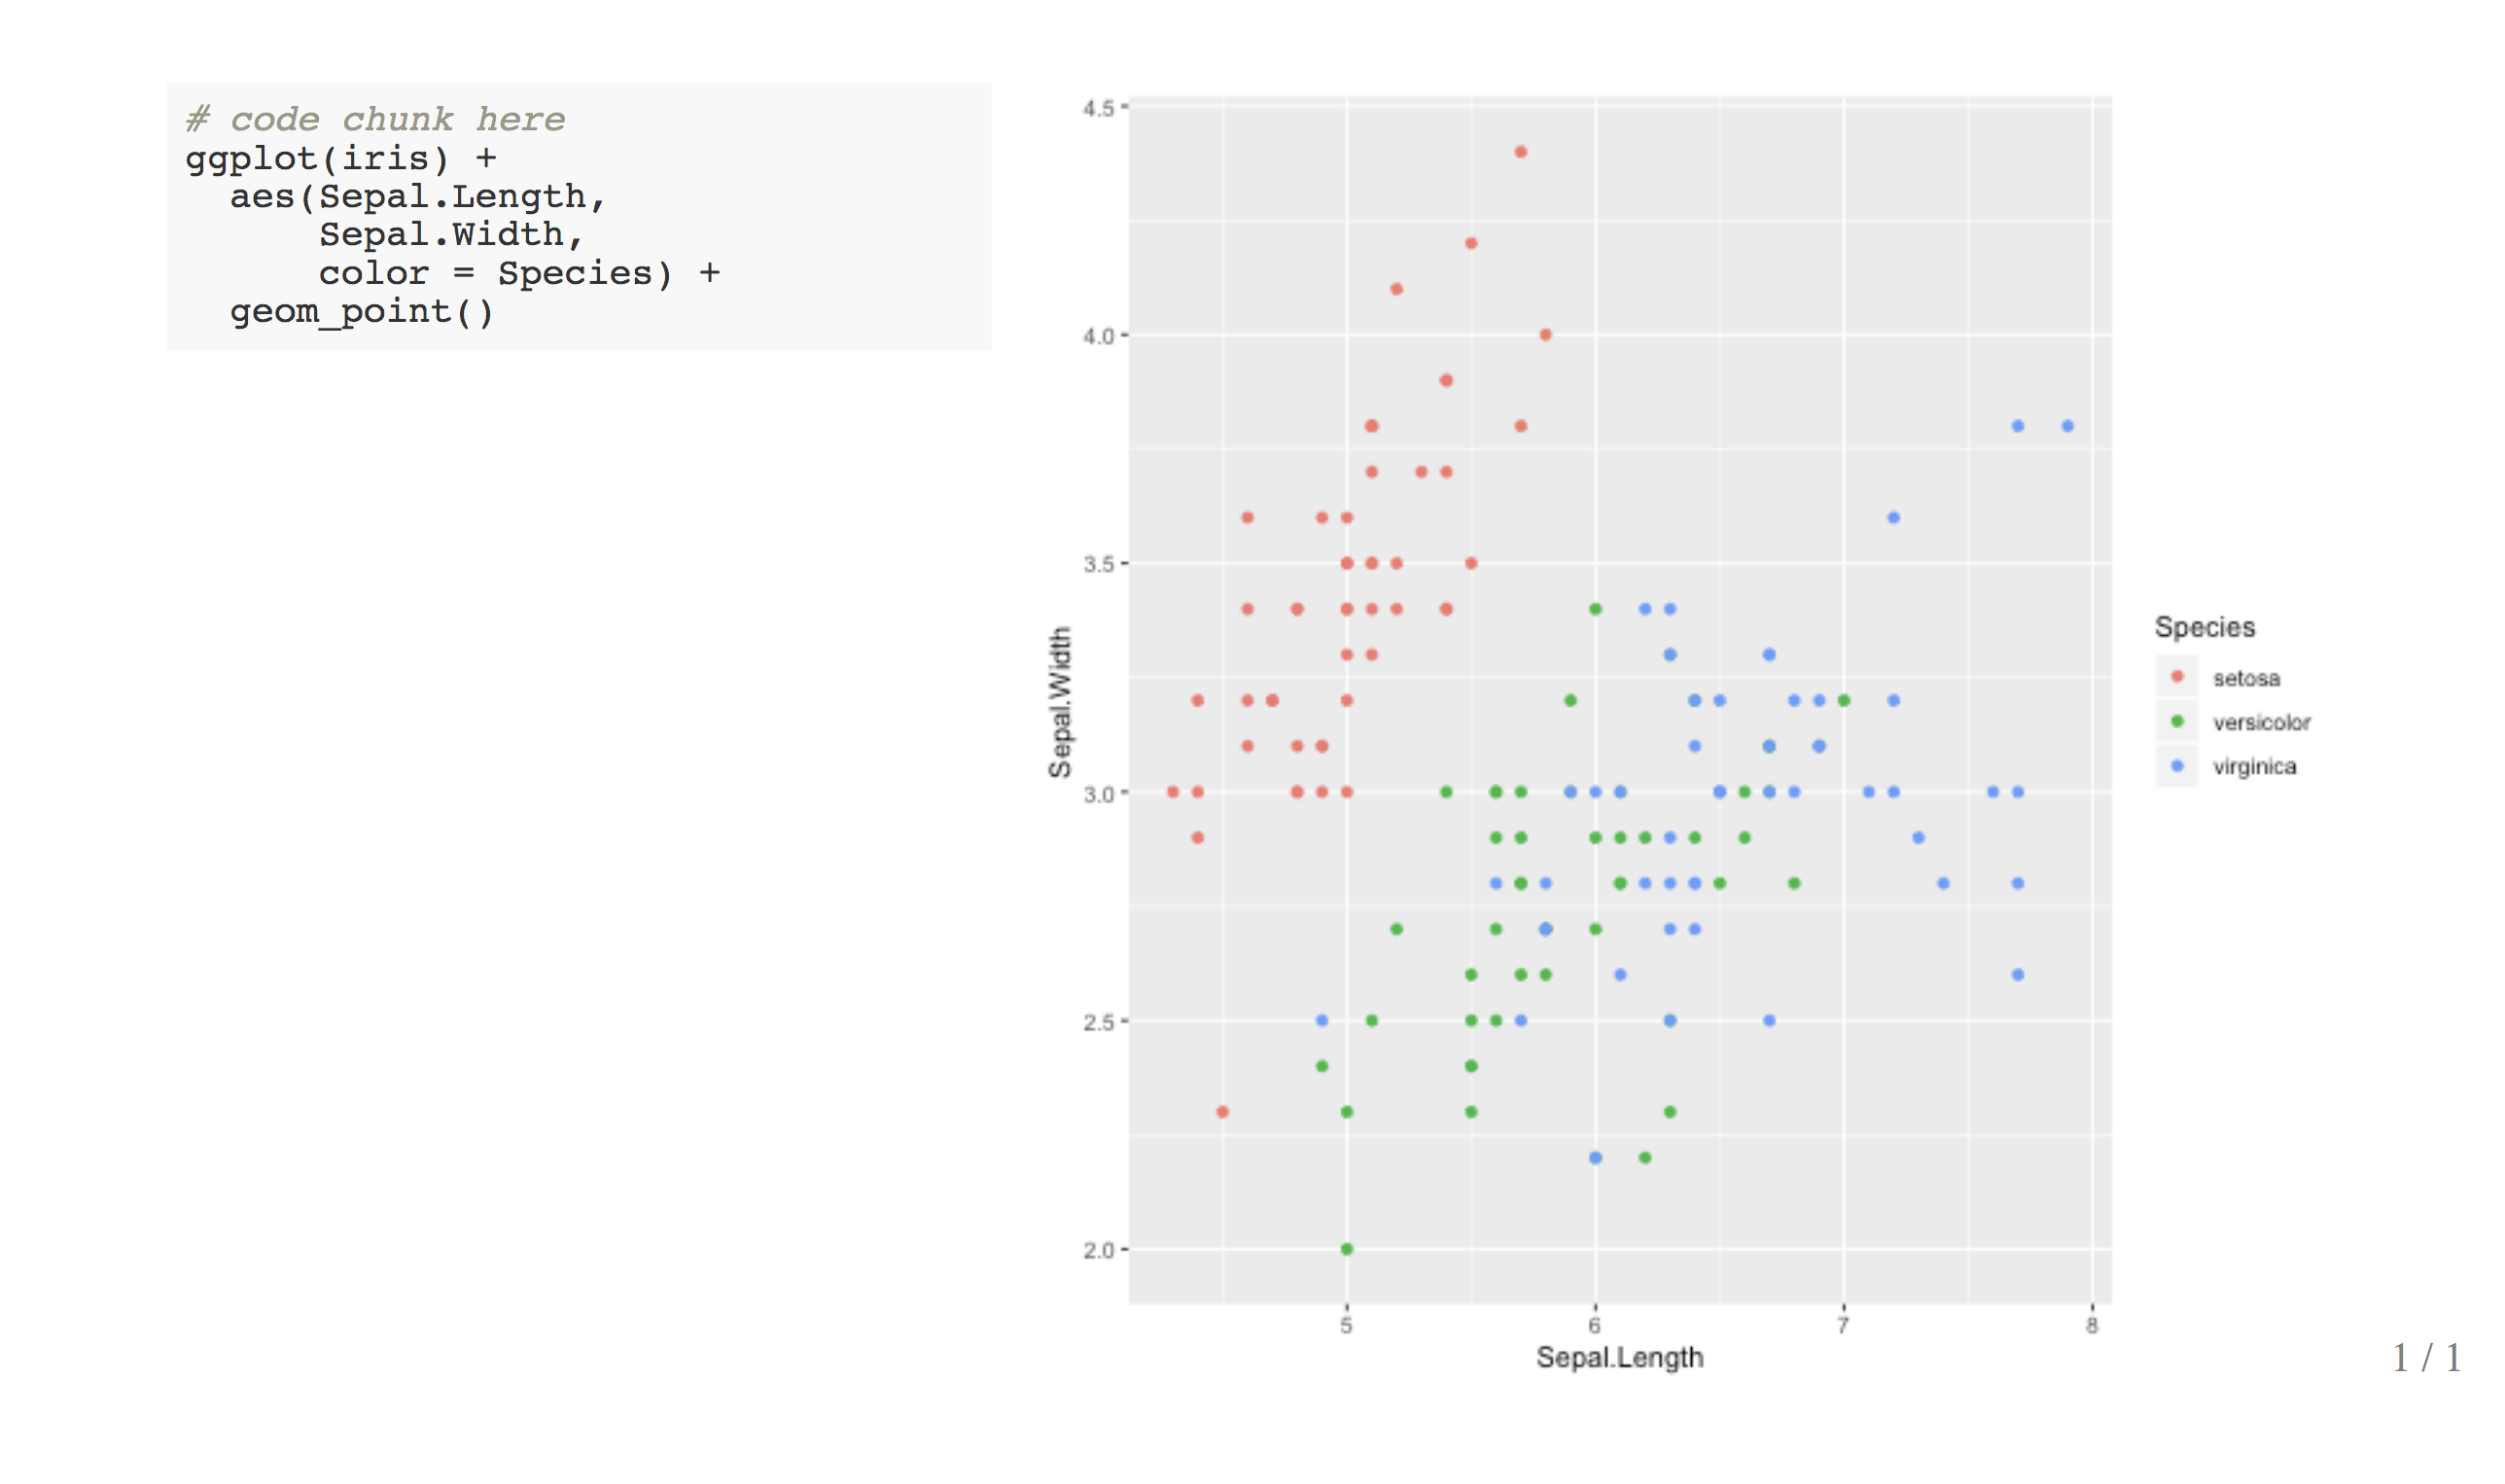 # code chunk here
ggplot(iris) +
  aes(Sepal.Length,
      Sepal.Width,
      color = Species) +
  geom_point()
4.5
4.0
3.5
3.0
2.5
2.0
Sepal.Width
5 6 7 8
Sepal.Length
Species
setosa
versicolor
virginica
1 / 1